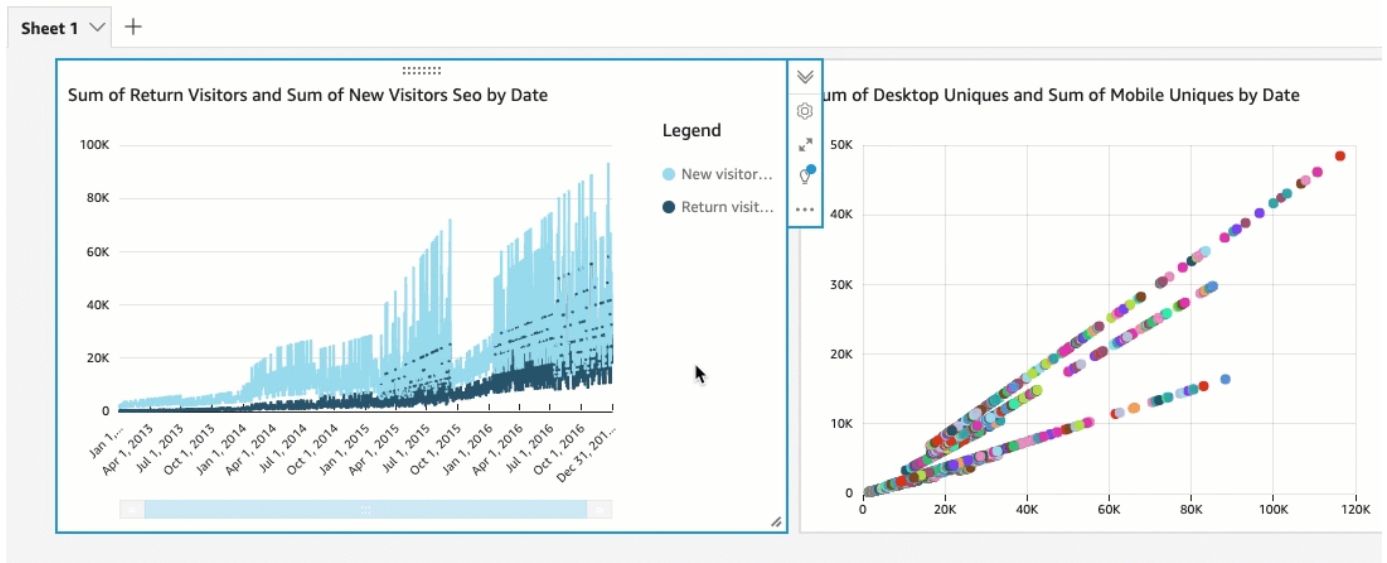 Sheet 1
Sum of Return Visitors and Sum of New Visitors Seo by Date
Legend
New visitor...
Return visit...
100K
80K
60K
40K
20K
0
Jan 1,...
Apr 1, 2013
Jul 1, 2013
Oct 1, 2013
Jan 1, 2014
Apr 1, 2014
Jul 1, 2014
Oct 1, 2014
Jan 1, 2015
Apr 1, 2015
Jul 1, 2015
Oct 1, 2015
Jan 1, 2016
Apr 1, 2016
Jul 1, 2016
Oct 1, 2016
Dec 31, 201...
um of Desktop Uniques and Sum of Mobile Uniques by Date
50K
40K
30K
20K
10K
0
0
20K
40K
60K
80K
100K
120K